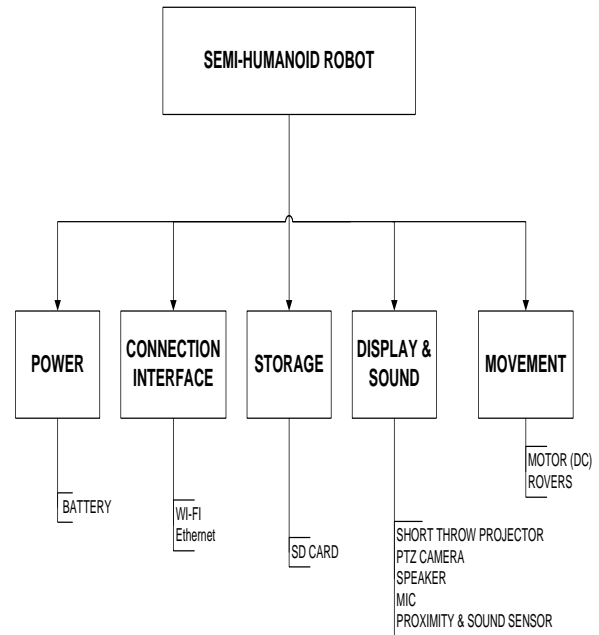 SEMI-HUMANOID ROBOT
POWER
CONNECTION
INTERFACE
STORAGE
DISPLAY &
SOUND
MOVEMENT
BATTERY
WI-FI
Ethernet
SD CARD
SHORT THROW PROJECTOR
PTZ CAMERA
SPEAKER
MIC
PROXIMITY & SOUND SENSOR
MOTOR (DC)
ROVERS